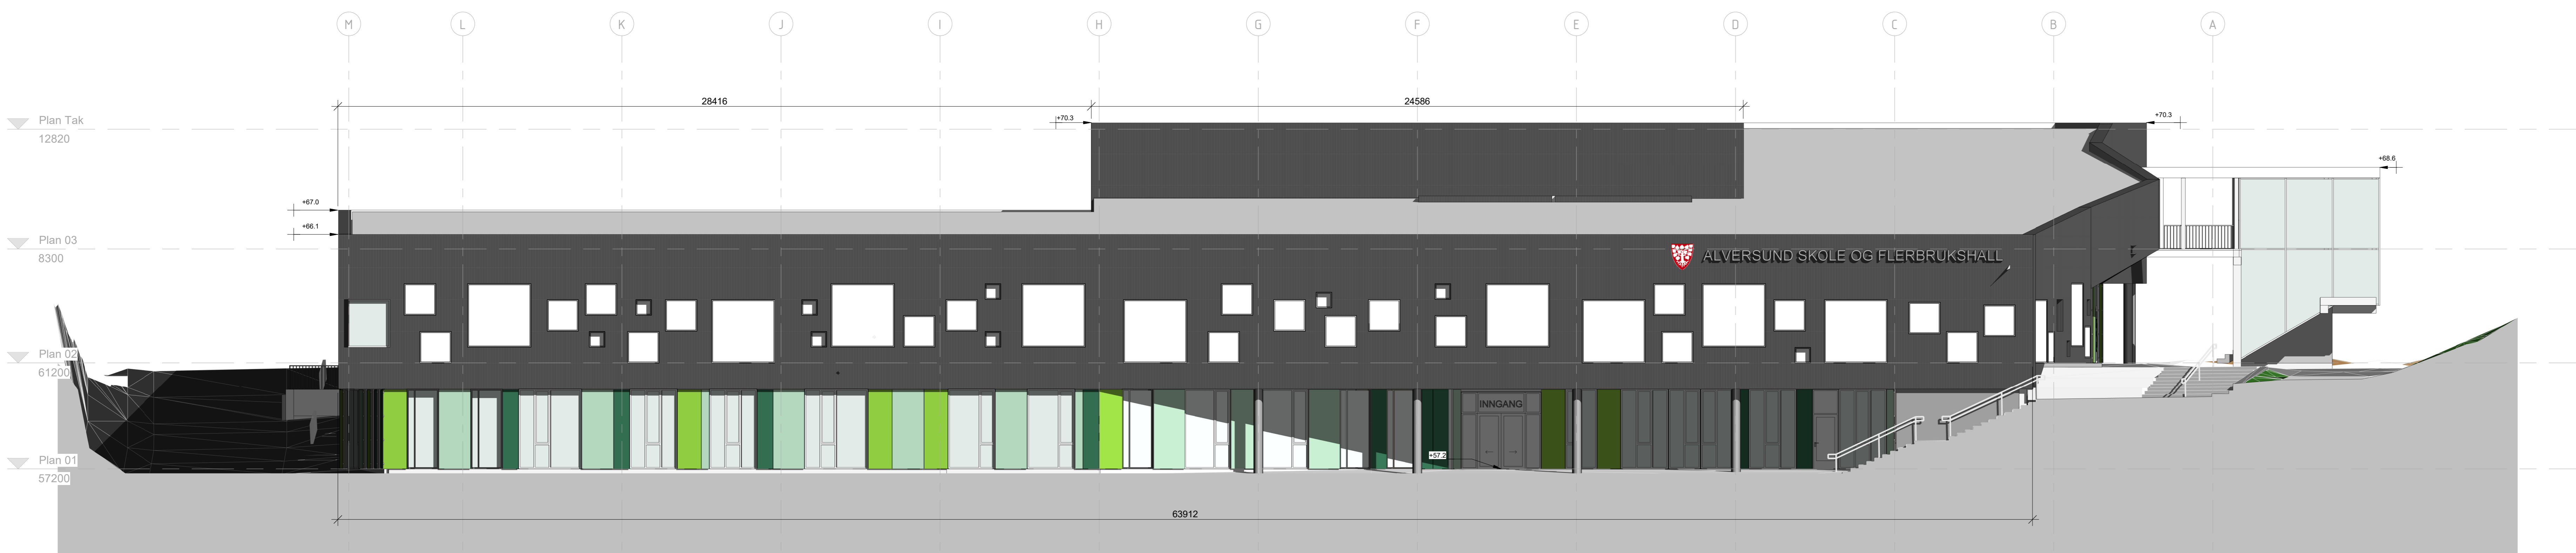 M L K J I H G F E D C B A
28416 24586
Plan Tak
12820
+70.3 +70.3
+68.6
+67.0
+66.1
Plan 03
8300
ALVERSUND SKOLE OG FLERBRUKSHALL
Plan 02
61200
INNGANG
+57.2
Plan 01
57200
63912